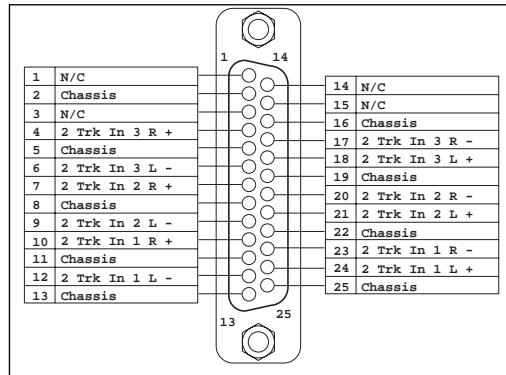 1 14
1 N/C
2 Chassis
3 N/C
4 2 Trk In 3 R +
5 Chassis
6 2 Trk In 3 L -
7 2 Trk In 2 R +
8 Chassis
9 2 Trk In 2 L -
10 2 Trk In 1 R +
11 Chassis
12 2 Trk In 1 L -
13 Chassis
14 N/C
15 N/C
16 Chassis
17 2 Trk In 3 R -
18 2 Trk In 3 L +
19 Chassis
20 2 Trk In 2 R -
21 2 Trk In 2 L +
22 Chassis
23 2 Trk In 1 R -
24 2 Trk In 1 L +
25 Chassis
13 25